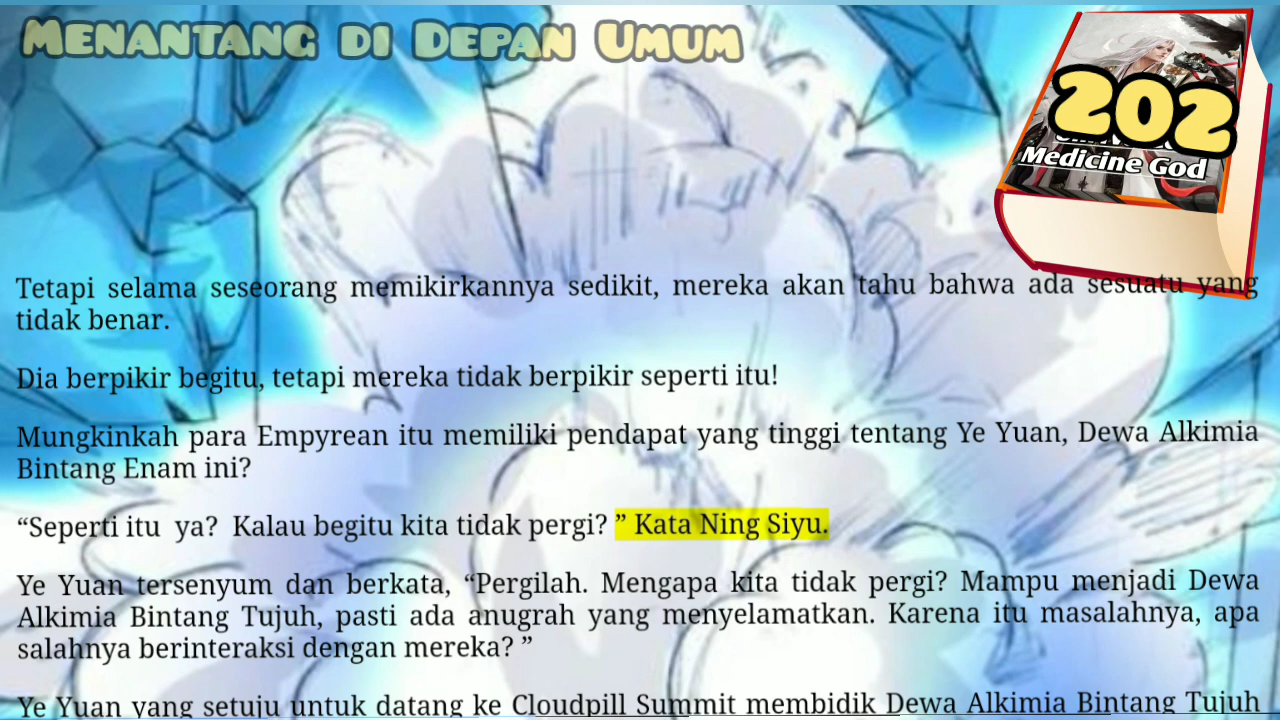 Menantang di Depan Umum
202
Medicine God
Tetapi selama seseorang memikirkannya sedikit, mereka akan tahu bahwa ada sesuatu yang
tidak benar.
Dia berpikir begitu, tetapi mereka tidak berpikir seperti itu!
Mungkinkah para Empyrean itu memiliki pendapat yang tinggi tentang Ye Yuan, Dewa Alkimia
Bintang Enam ini?
“Seperti itu  ya?  Kalau begitu kita tidak pergi? ” Kata Ning Siyu.
Ye Yuan tersenyum dan berkata, “Pergilah. Mengapa kita tidak pergi? Mampu menjadi Dewa
Alkimia Bintang Tujuh, pasti ada anugrah yang menyelamatkan. Karena itu masalahnya, apa
salahnya berinteraksi dengan mereka? ”
Ye Yuan yang setuju untuk datang ke Cloudpill Summit membidik Dewa Alkimia Bintang Tujuh